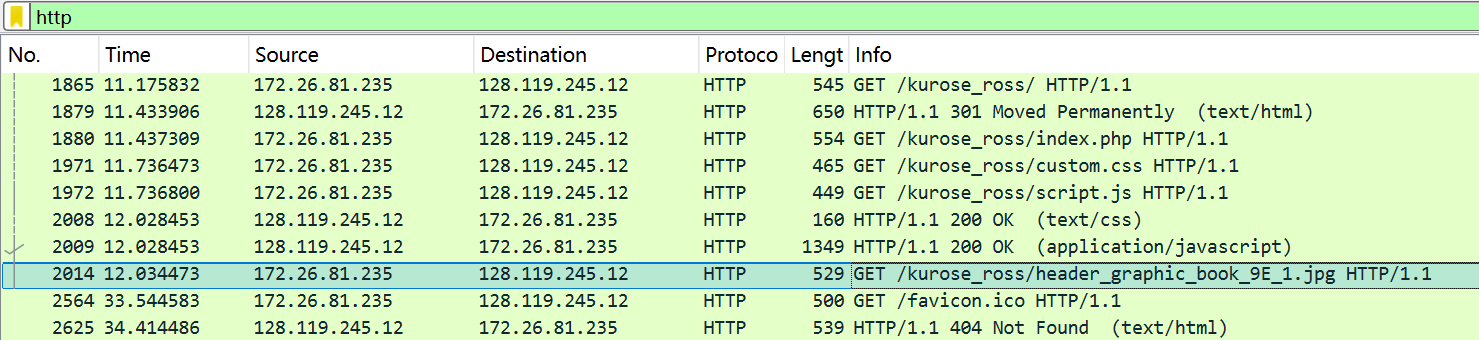 http
No. Time Source Destination Protoco Lengt Info
1865 11.175832 172.26.81.235 128.119.245.12 HTTP 545 GET /kurose_ross/ HTTP/1.1
1879 11.433906 128.119.245.12 172.26.81.235 HTTP 650 HTTP/1.1 301 Moved Permanently (text/html)
1880 11.437309 172.26.81.235 128.119.245.12 HTTP 554 GET /kurose_ross/index.php HTTP/1.1
1971 11.736473 172.26.81.235 128.119.245.12 HTTP 465 GET /kurose_ross/custom.css HTTP/1.1
1972 11.736800 172.26.81.235 128.119.245.12 HTTP 449 GET /kurose_ross/script.js HTTP/1.1
2008 12.028453 128.119.245.12 172.26.81.235 HTTP 160 HTTP/1.1 200 OK (text/css)
2009 12.028453 128.119.245.12 172.26.81.235 HTTP 1349 HTTP/1.1 200 OK (application/javascript)
2014 12.034473 172.26.81.235 128.119.245.12 HTTP 529 GET /kurose_ross/header_graphic_book_9E_1.jpg HTTP/1.1
2564 33.544583 172.26.81.235 128.119.245.12 HTTP 500 GET /favicon.ico HTTP/1.1
2625 34.414486 128.119.245.12 172.26.81.235 HTTP 539 HTTP/1.1 404 Not Found (text/html)